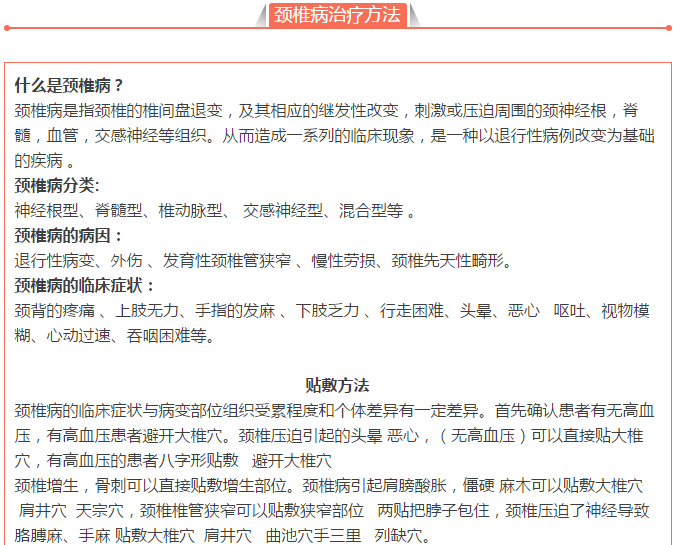 颈椎病治疗方法
什么是颈椎病？
颈椎病是指颈椎的椎间盘退变，及其相应的继发性改变，刺激或压迫周围的颈神经根，脊
髓，血管，交感神经等组织。从而造成一系列的临床现象，是一种以退行性病例改变为基础
的疾病 。
颈椎病分类:
神经根型、脊髓型、椎动脉型、 交感神经型、混合型等 。
颈椎病的病因：
退行性病变、外伤 、发育性颈椎管狭窄 、慢性劳损、颈椎先天性畸形。
颈椎病的临床症状：
颈背的疼痛 、上肢无力、手指的发麻 、下肢乏力 、行走困难、头晕、恶心   呕吐、视物模
糊、心动过速、吞咽困难等。
贴敷方法
颈椎病的临床症状与病变部位组织受累程度和个体差异有一定差异。首先确认患者有无高血
压，有高血压患者避开大椎穴。颈椎压迫引起的头晕 恶心，（ 无高血压 ）可以直接贴大椎
穴，有高血压的患者八字形贴敷   避开大椎穴
颈椎增生，骨刺可以直接贴敷增生部位。颈椎病引起肩膀酸胀，僵硬 麻木可以贴敷大椎穴
肩井穴  天宗穴，颈椎椎管狭窄可以贴敷狭窄部位   两贴把脖子包住，颈椎压迫了神经导致
胳膊麻、手麻 贴敷大椎穴  肩井穴   曲池穴手三里   列缺穴。